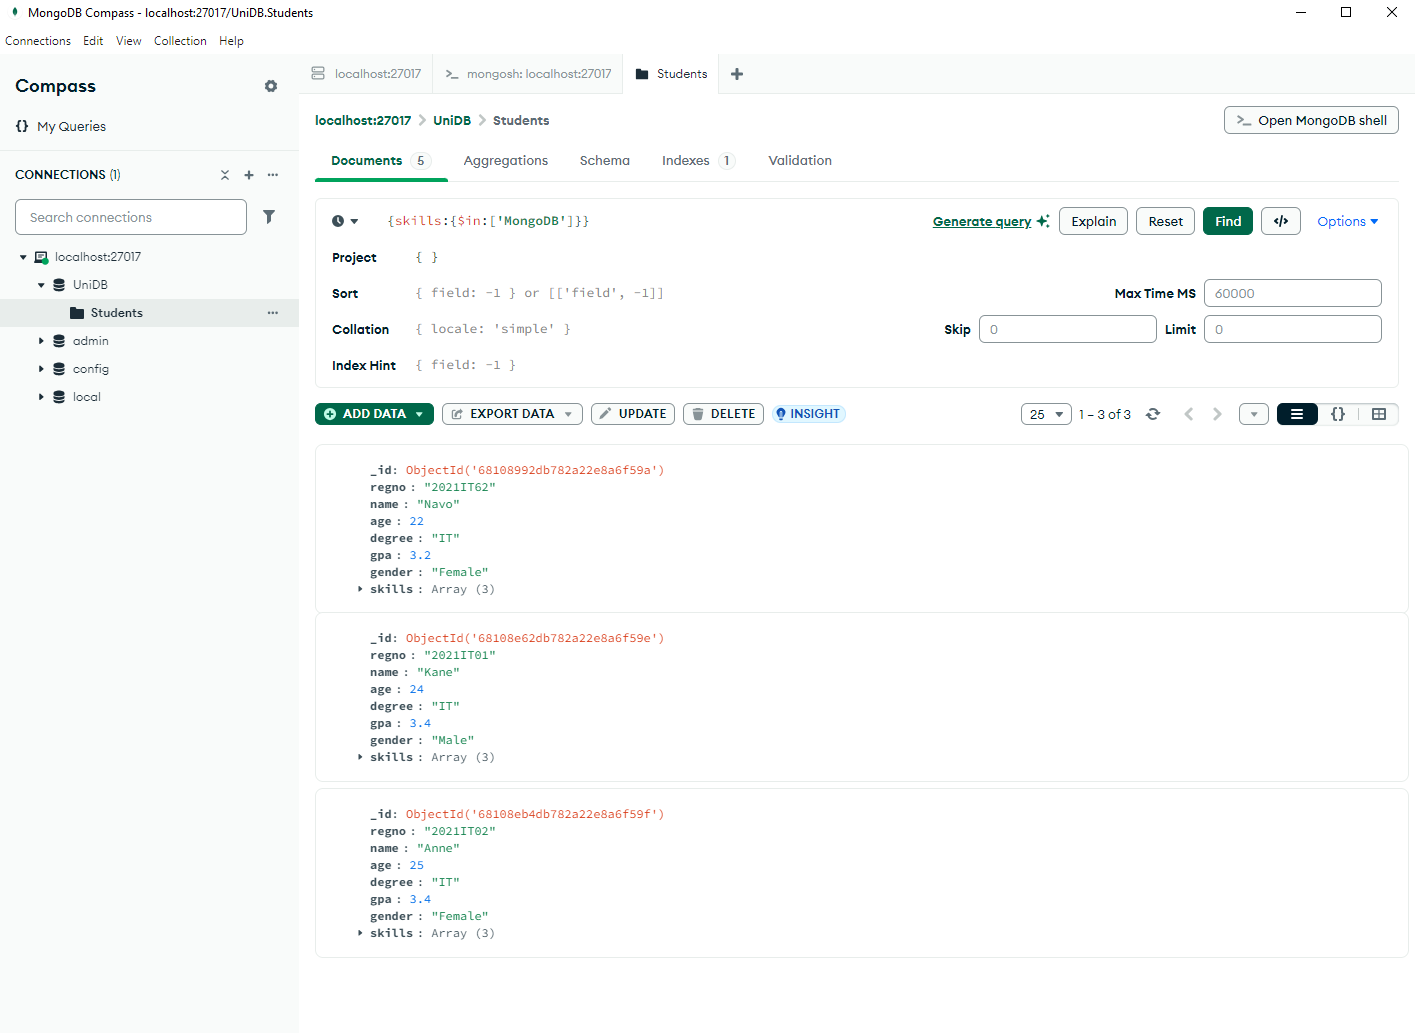 MongoDB Compass - localhost:27017/UniDB.Students
Connections Edit View Collection Help
Compass
{} My Queries
CONNECTIONS (1)
Search connections
localhost:27017
UniDB
Students
admin
config
local
localhost:27017
>_ mongosh: localhost:27017
Students
localhost:27017 > UniDB > Students
>_ Open MongoDB shell
Documents 5 Aggregations Schema Indexes 1 Validation
{skills:{$in:['MongoDB']}}
Generate query Explain Reset Find </> Options
Project { }
Sort { field: -1 } or [['field', -1]] Max Time MS 60000
Collation { locale: 'simple' } Skip 0 Limit 0
Index Hint { field: -1 }
ADD DATA EXPORT DATA UPDATE DELETE INSIGHT 25 1 – 3 of 3 {}
_id: ObjectId('68108992db782a22e8a6f59a')
regno : "2021IT62"
name : "Navo"
age : 22
degree : "IT"
gpa : 3.2
gender : "Female"
skills : Array (3)
_id: ObjectId('68108e62db782a22e8a6f59e')
regno : "2021IT01"
name : "Kane"
age : 24
degree : "IT"
gpa : 3.4
gender : "Male"
skills : Array (3)
_id: ObjectId('68108eb4db782a22e8a6f59f')
regno : "2021IT02"
name : "Anne"
age : 25
degree : "IT"
gpa : 3.4
gender : "Female"
skills : Array (3)